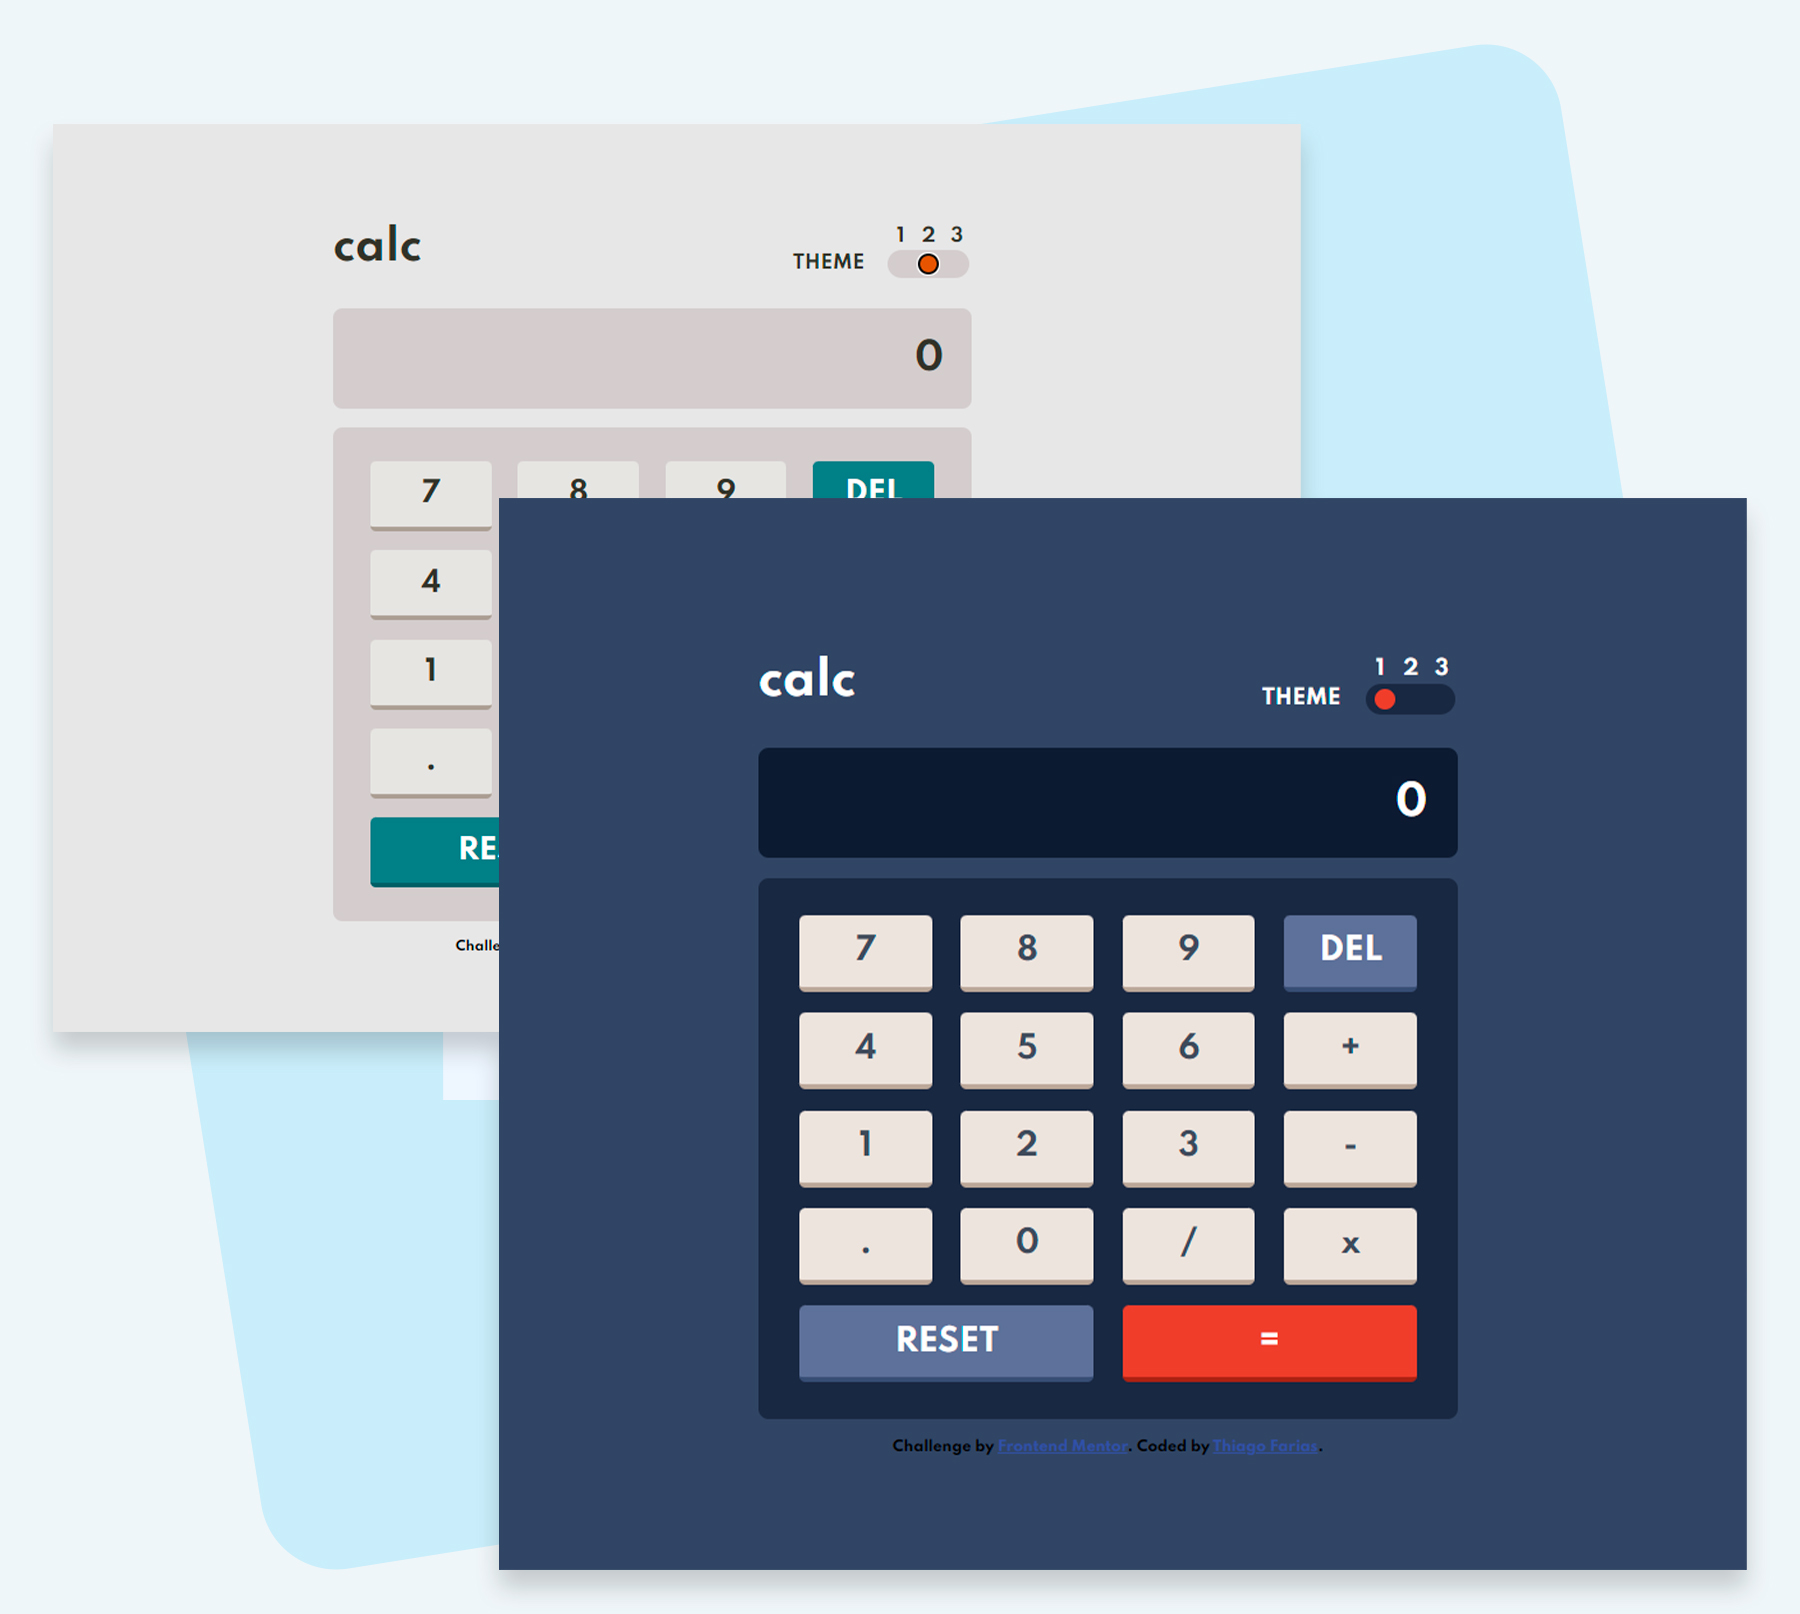 calc
1 2 3
THEME
0
7 8 9 DEL
4
1
.
calc
1 2 3
THEME
0
7 8 9 DEL
4 5 6 +
1 2 3 -
. 0 / x
RESET =
Challenge by Frontend Mentor. Coded by Thiago Farias.